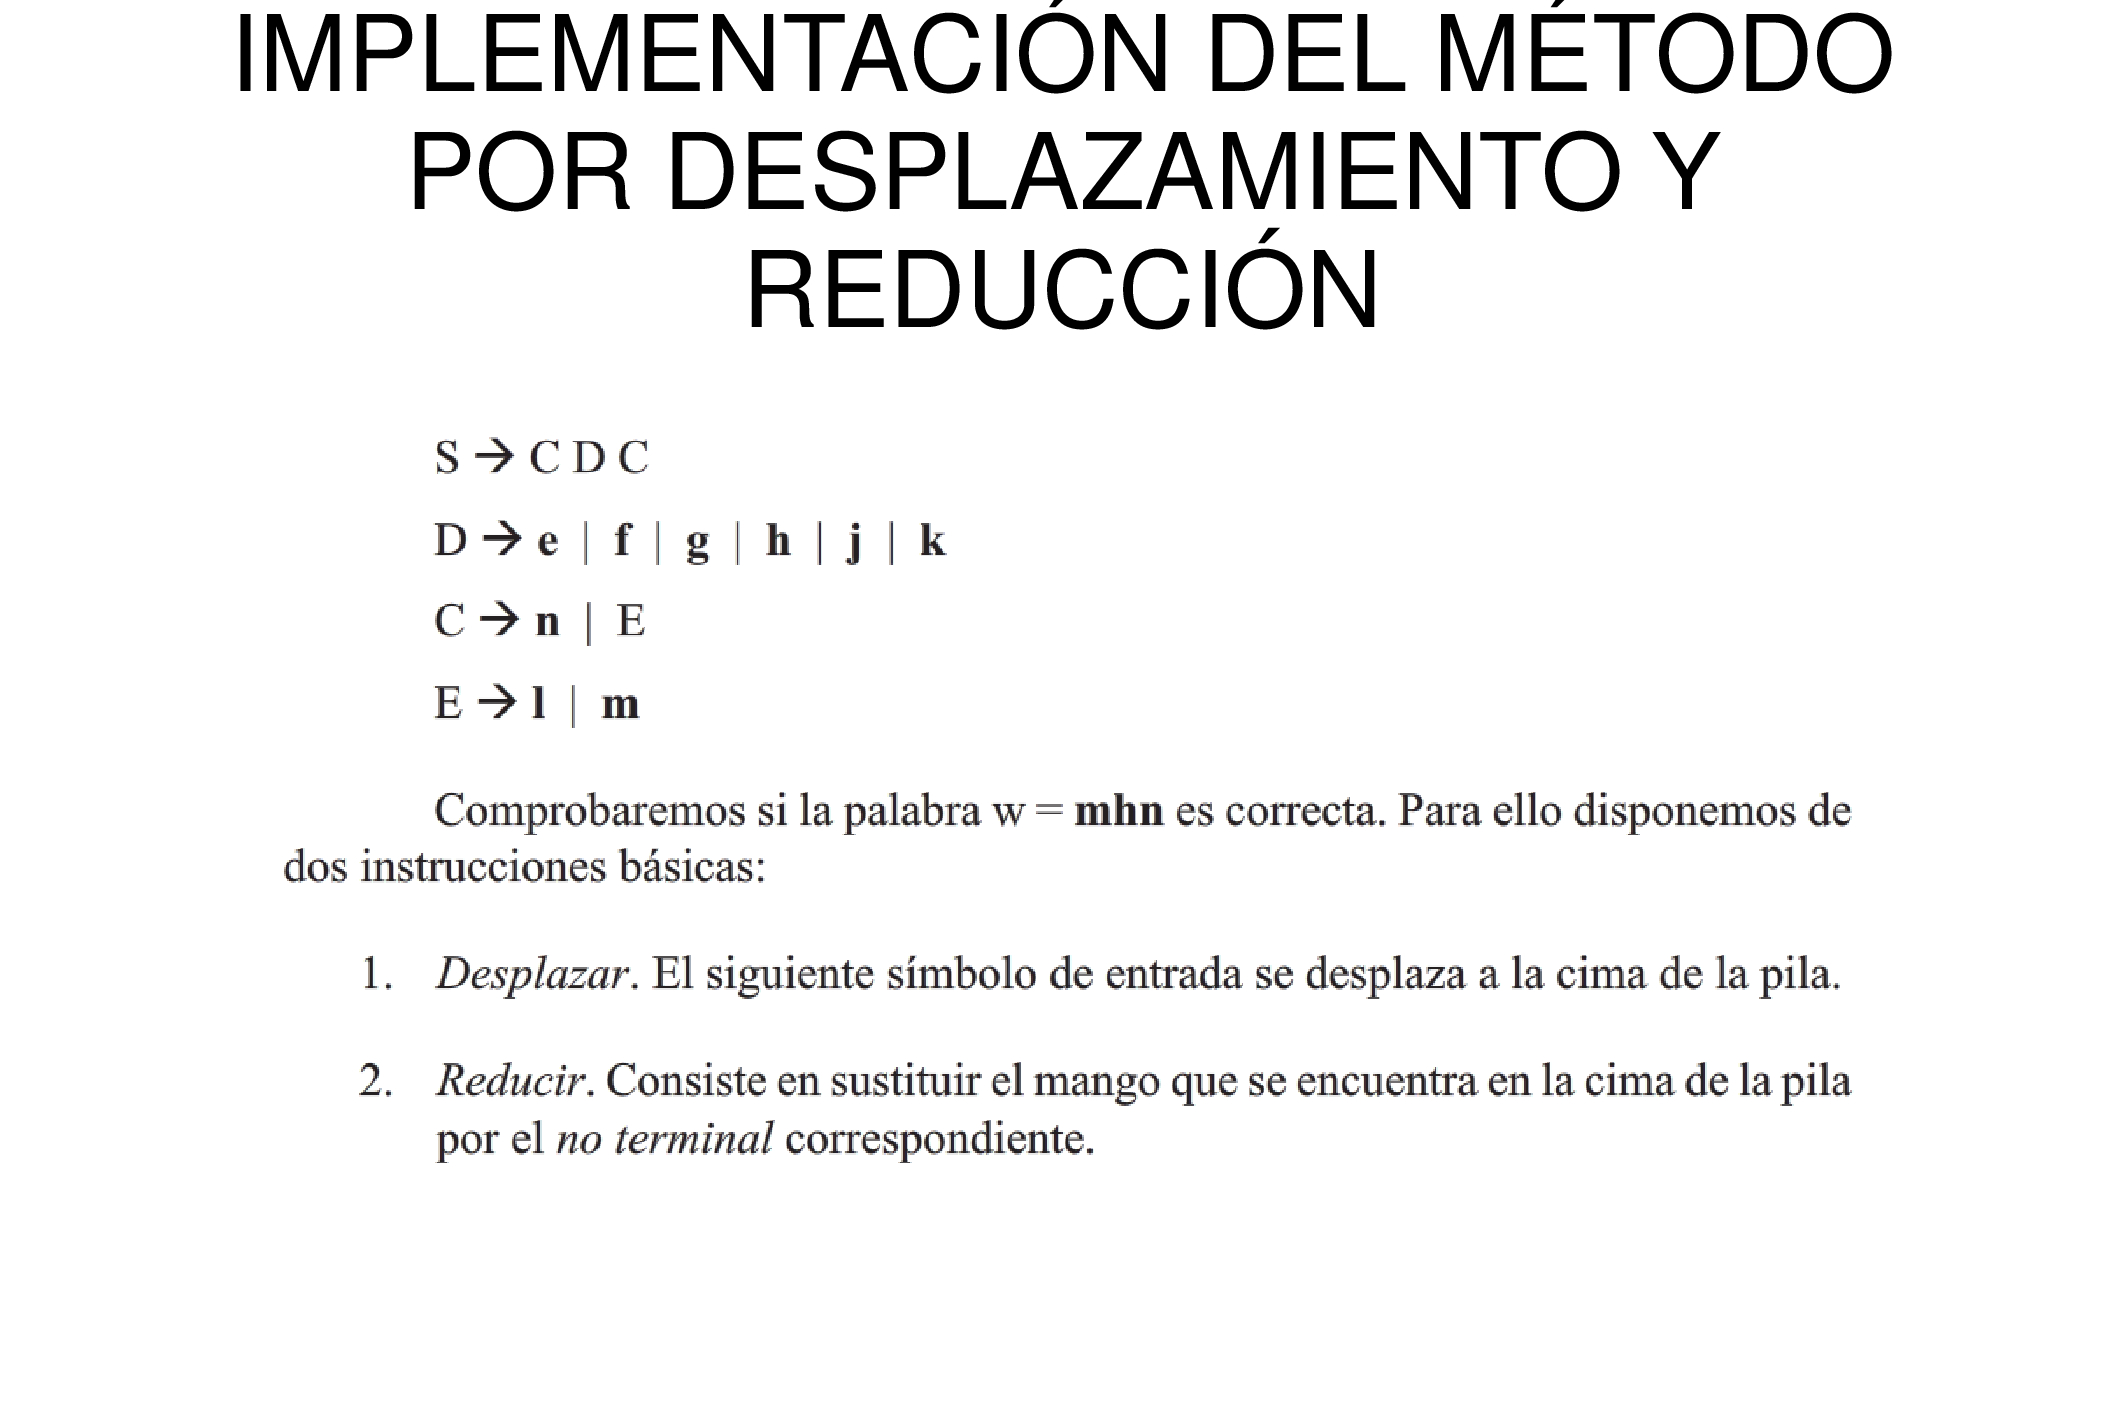 IMPLEMENTACIÓN DEL MÉTODO
POR DESPLAZAMIENTO Y
REDUCCIÓN
S → C D C
D → e | f | g | h | j | k
C → n | E
E → l | m
Comprobaremos si la palabra w = mhn es correcta. Para ello disponemos de
dos instrucciones básicas:
1. Desplazar. El siguiente símbolo de entrada se desplaza a la cima de la pila.
2. Reducir. Consiste en sustituir el mango que se encuentra en la cima de la pila
por el no terminal correspondiente.